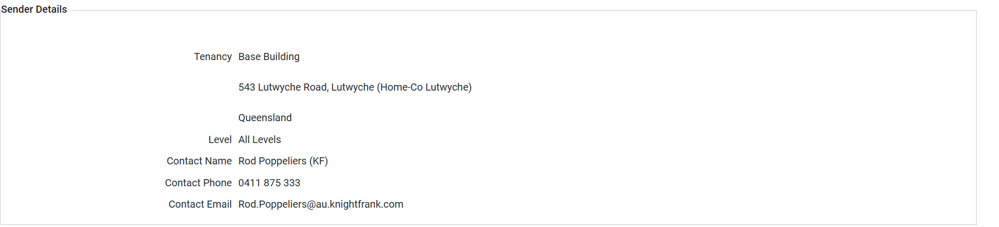 Sender Details
Tenancy Base Building
543 Lutwyche Road, Lutwyche (Home-Co Lutwyche)
Queensland
Level All Levels
Contact Name Rod Poppeliers (KF)
Contact Phone 0411 875 333
Contact Email Rod.Poppeliers@au.knightfrank.com